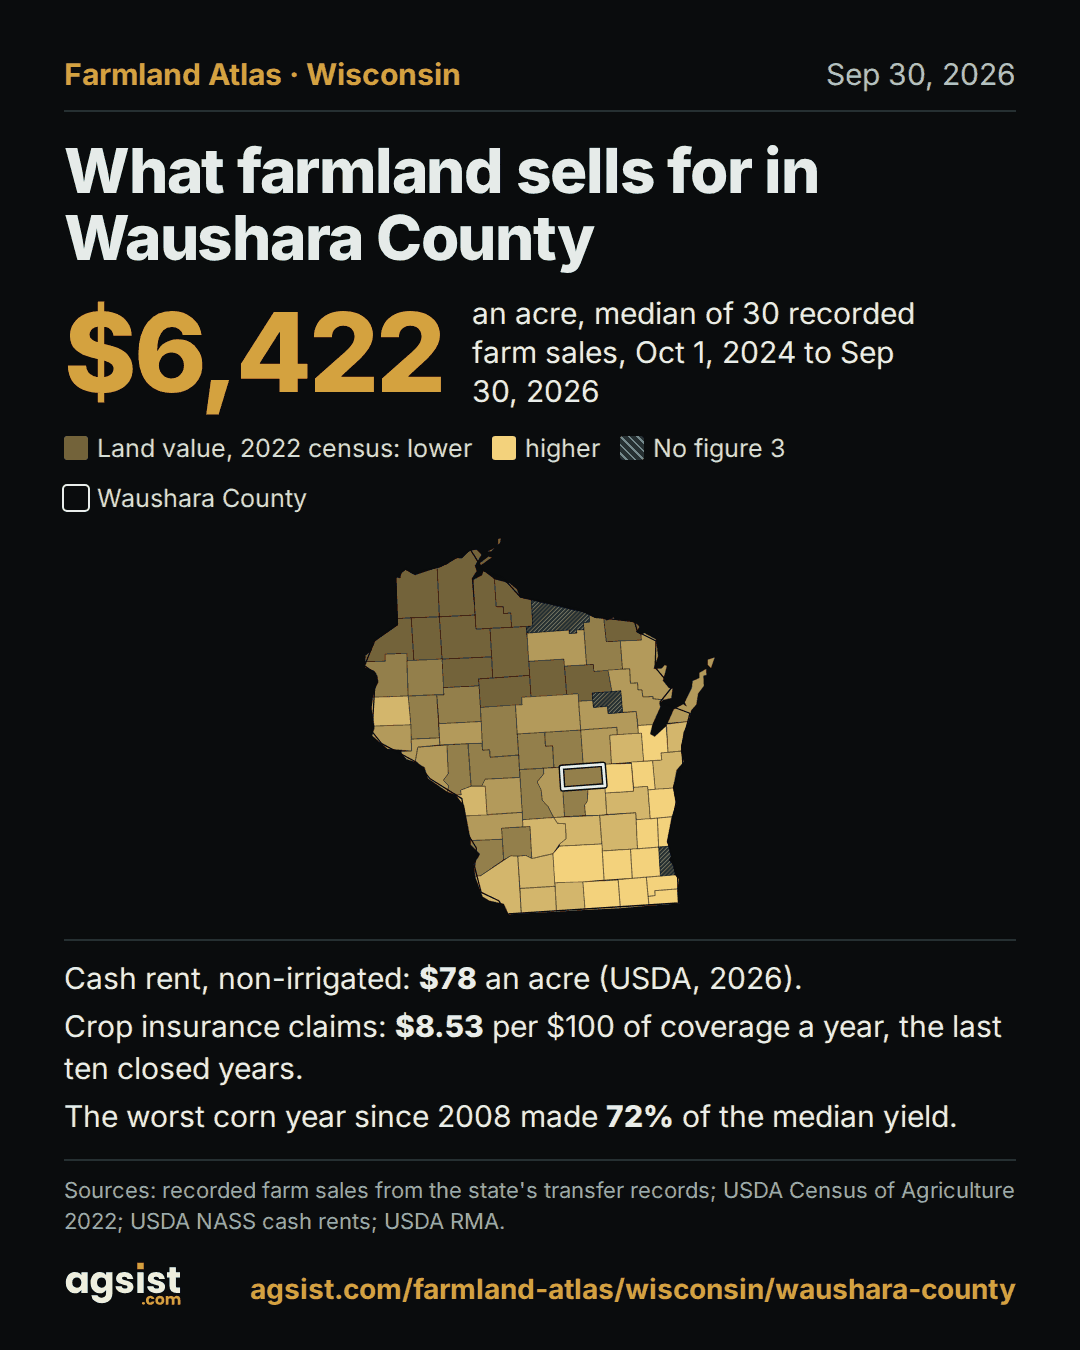 Farmland Atlas · Wisconsin
Sep 30, 2026
What farmland sells for in
Waushara County
$6,422
an acre, median of 30 recorded
farm sales, Oct 1, 2024 to Sep
30, 2026
Land value, 2022 census: lower
higher
No figure 3
Waushara County
Cash rent, non-irrigated: $78 an acre (USDA, 2026).
Crop insurance claims: $8.53 per $100 of coverage a year, the last
ten closed years.
The worst corn year since 2008 made 72% of the median yield.
Sources: recorded farm sales from the state's transfer records; USDA Census of Agriculture
2022; USDA NASS cash rents; USDA RMA.
agsist
.com
agsist.com/farmland-atlas/wisconsin/waushara-county